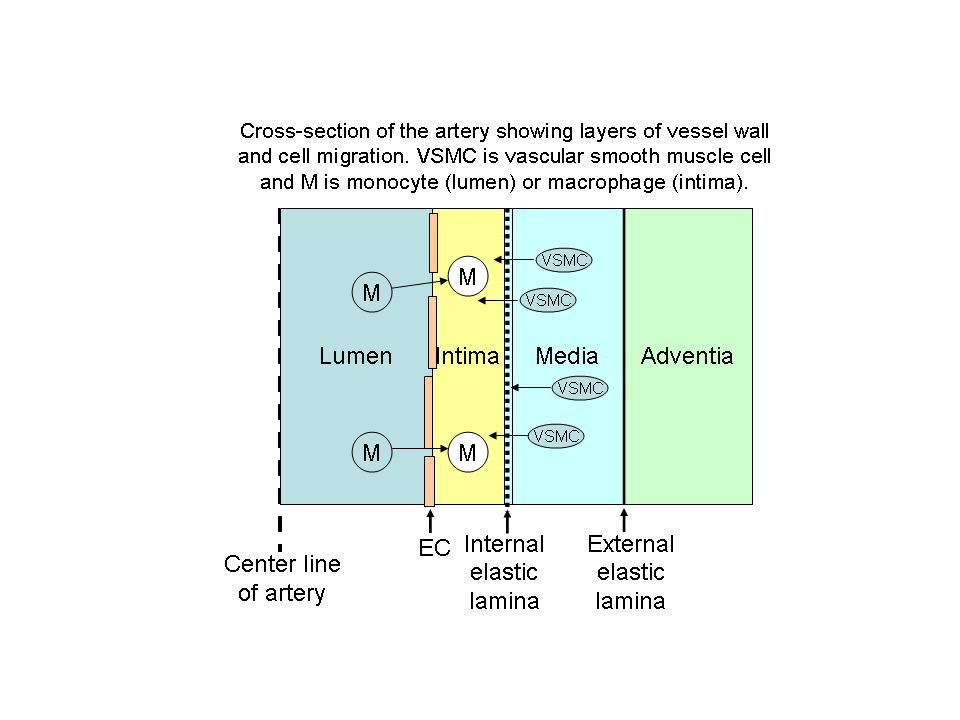 Cross-section of the artery showing layers of vessel wall
and cell migration. VSMC is vascular smooth muscle cell
and M is monocyte (lumen) or macrophage (intima).
VSMC
M
M
VSMC
Lumen
Intima
Media
Adventia
VSMC
VSMC
M
M
EC
Internal
elastic
lamina
External
elastic
lamina
Center line
of artery